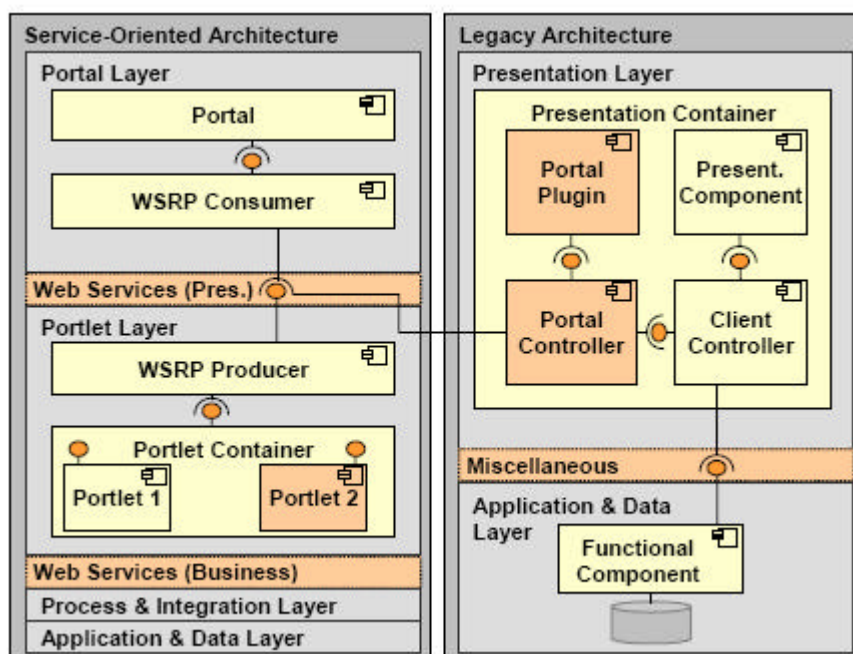 Service-Oriented Architecture
Portal Layer
Portal
WSRP Consumer
Web Services (Pres.)
Portlet Layer
WSRP Producer
Portlet Container
Portlet 1
Portlet 2
Web Services (Business)
Process & Integration Layer
Application & Data Layer
Legacy Architecture
Presentation Layer
Presentation Container
Portal
Plugin
Present.
Component
Portal
Controller
Client
Controller
Miscellaneous
Application & Data
Layer
Functional
Component